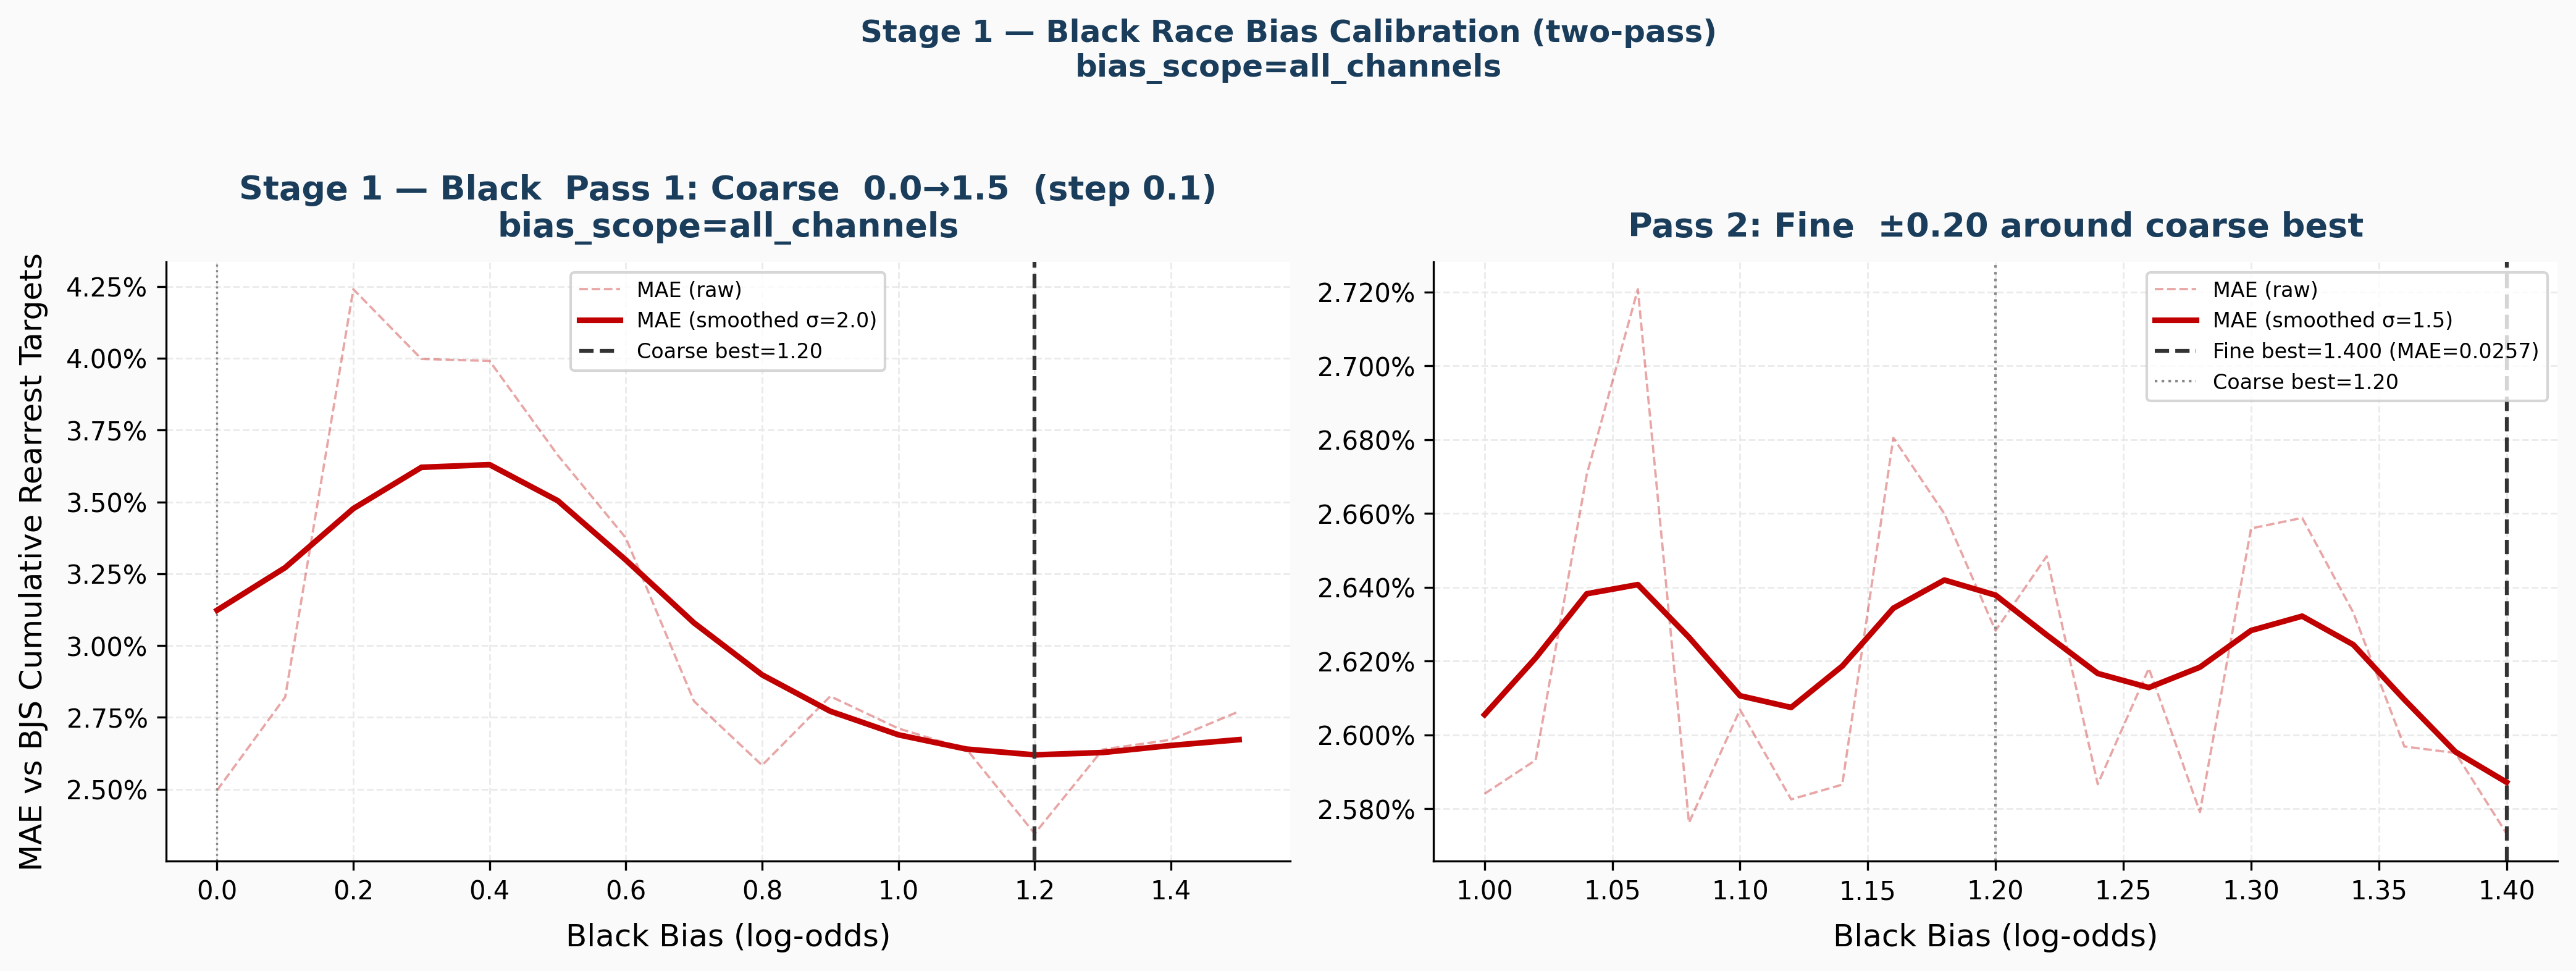 Stage 1 — Black Race Bias Calibration (two-pass)
bias_scope=all_channels
Stage 1 — Black  Pass 1: Coarse  0.0→1.5  (step 0.1)
bias_scope=all_channels
MAE vs BJS Cumulative Rearrest Targets
4.25%
4.00%
3.75%
3.50%
3.25%
3.00%
2.75%
2.50%
MAE (raw)
MAE (smoothed σ=2.0)
Coarse best=1.20
0.0
0.2
0.4
0.6
0.8
1.0
1.2
1.4
Black Bias (log-odds)
Pass 2: Fine  ±0.20 around coarse best
2.720%
2.700%
2.680%
2.660%
2.640%
2.620%
2.600%
2.580%
MAE (raw)
MAE (smoothed σ=1.5)
Fine best=1.400 (MAE=0.0257)
Coarse best=1.20
1.00
1.05
1.10
1.15
1.20
1.25
1.30
1.35
1.40
Black Bias (log-odds)